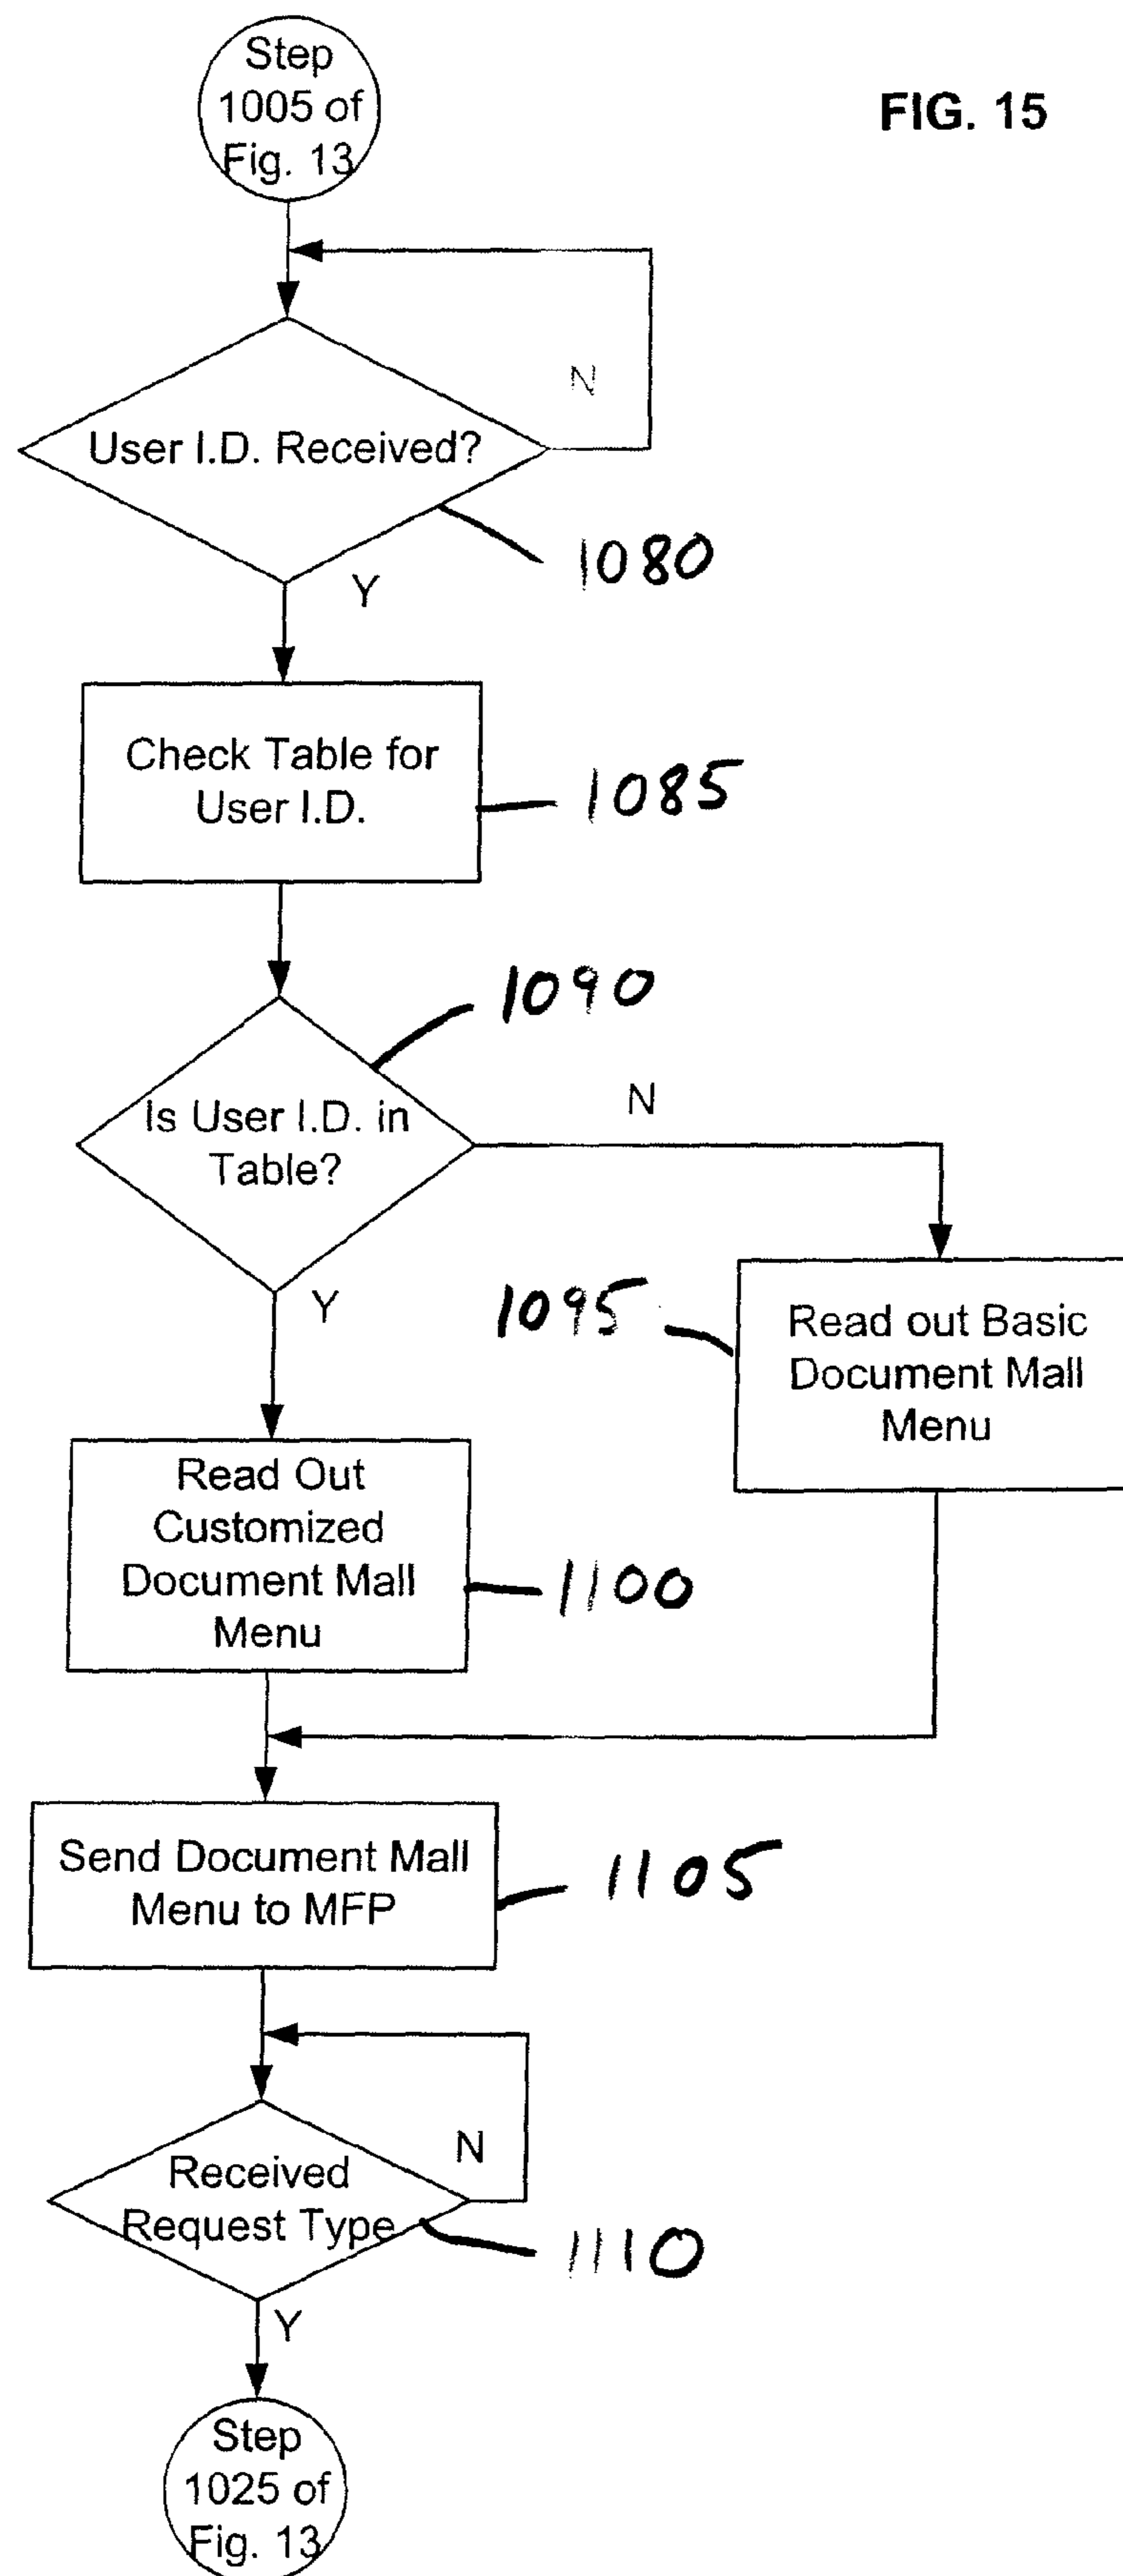 Step
1005 of
Fig. 13
FIG. 15
N
User I.D. Received?
1080
Y
Check Table for
User I.D.
1085
1090
N
Is User I.D. in
Table?
Y
1095
Read out Basic
Document Mall
Menu
Read Out
Customized
Document Mall
Menu
1100
Send Document Mall
Menu to MFP
1105
N
Received
Request Type
1110
Y
Step
1025 of
Fig. 13